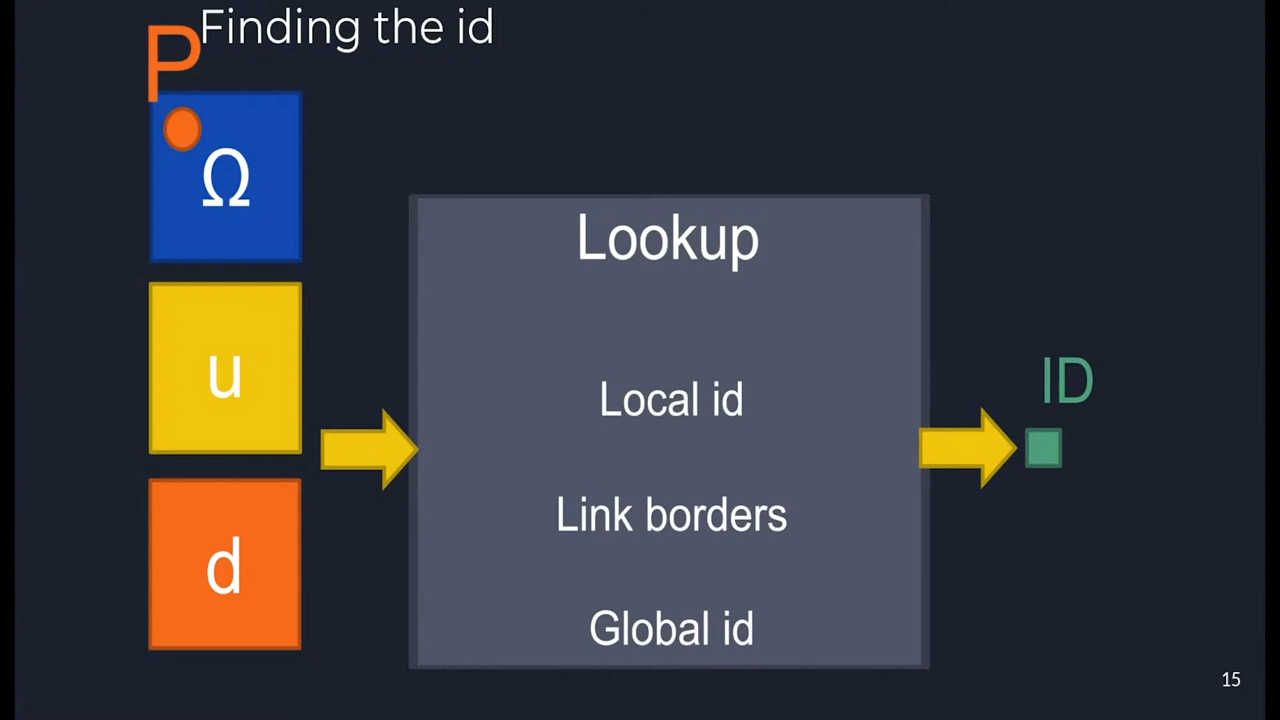 Finding the id
P
Ω
u
d
Lookup
Local id
Link borders
Global id
ID
15